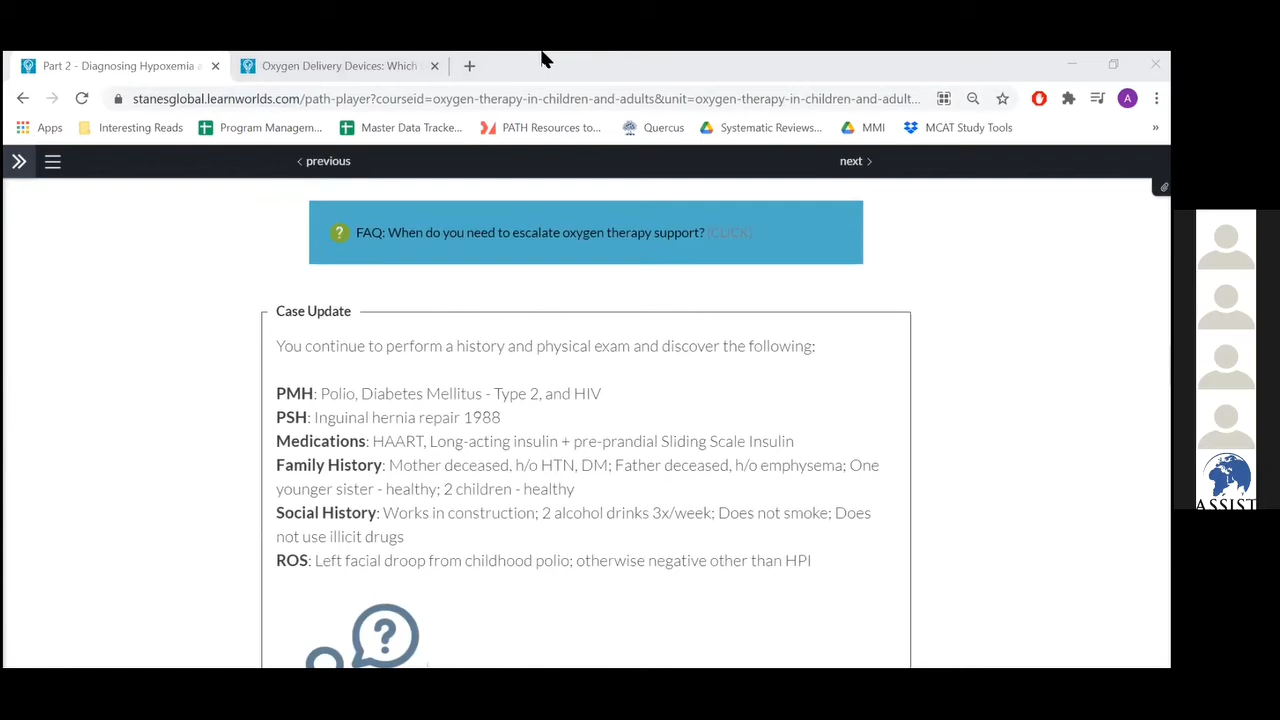 Part 2 - Diagnosing Hypoxemia a
Oxygen Delivery Devices: Which
stanesglobal.learnworlds.com/path-player?courseid=oxygen-therapy-in-children-and-adults&unit=oxygen-therapy-in-children-and-adult...
A
Apps
Interesting Reads
Program Managem...
Master Data Tracke...
PATH Resources to...
Quercus
Systematic Reviews...
MMI
MCAT Study Tools
»
< previous
next >
? FAQ: When do you need to escalate oxygen therapy support? (CLICK)
Case Update
You continue to perform a history and physical exam and discover the following:
PMH: Polio, Diabetes Mellitus - Type 2, and HIV
PSH: Inguinal hernia repair 1988
Medications: HAART, Long-acting insulin + pre-prandial Sliding Scale Insulin
Family History: Mother deceased, h/o HTN, DM; Father deceased, h/o emphysema; One
younger sister - healthy; 2 children - healthy
Social History: Works in construction; 2 alcohol drinks 3x/week; Does not smoke; Does
not use illicit drugs
ROS: Left facial droop from childhood polio; otherwise negative other than HPI
?
ASSIST